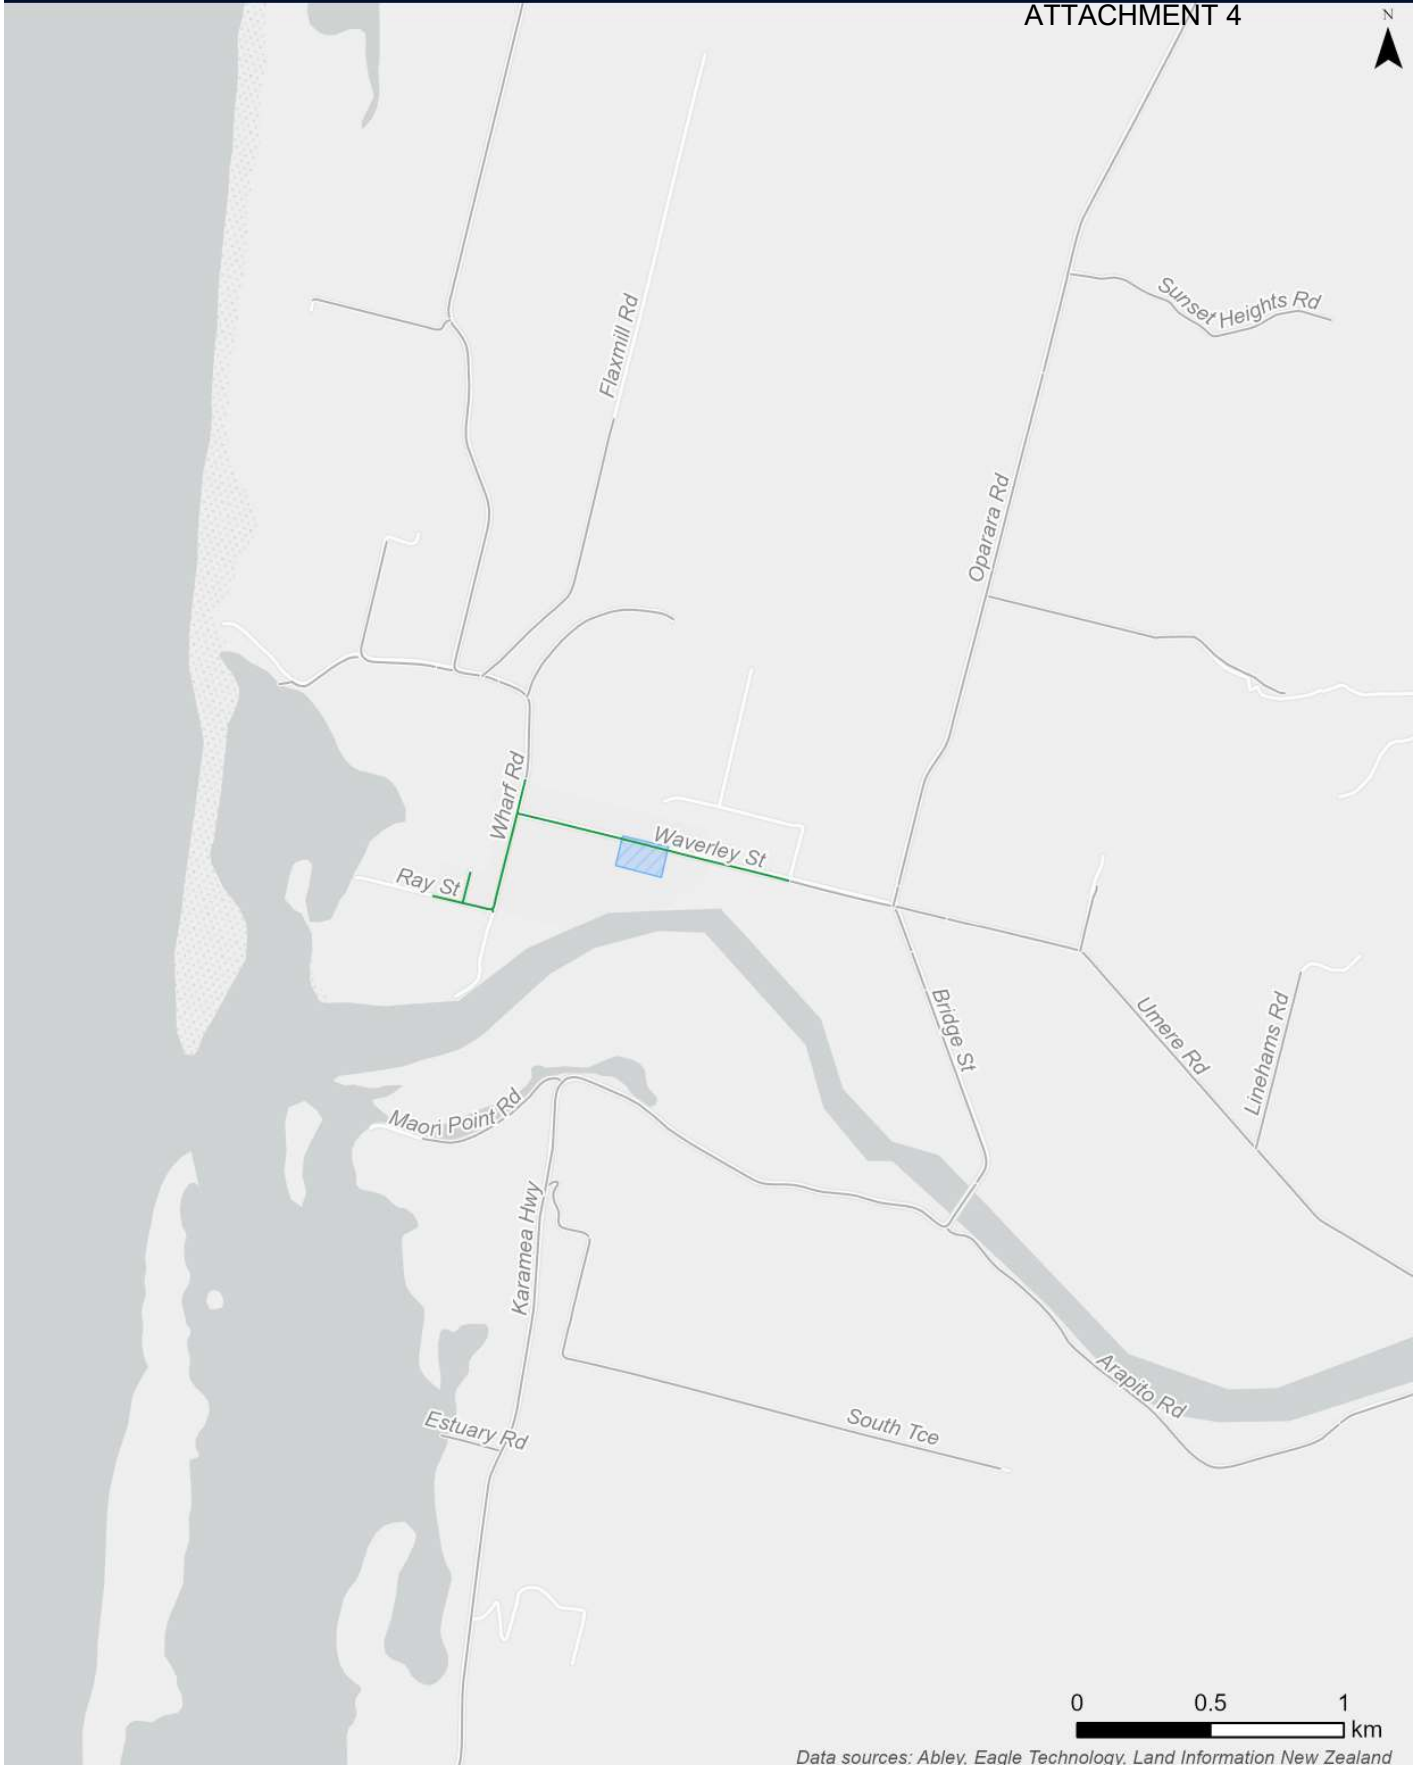 ATTACHMENT 4
N
Sunset Heights Rd
Flaxmill Rd
Oparara Rd
Wharf Rd
Waverley St
Ray St
Bridge St
Umere Rd
Linehams Rd
Maori Point Rd
Karamea Hwy
Arapito Rd
South Tce
Estuary Rd
0 0.5 1
km
Data sources: Abley, Eagle Technology, Land Information New Zealand